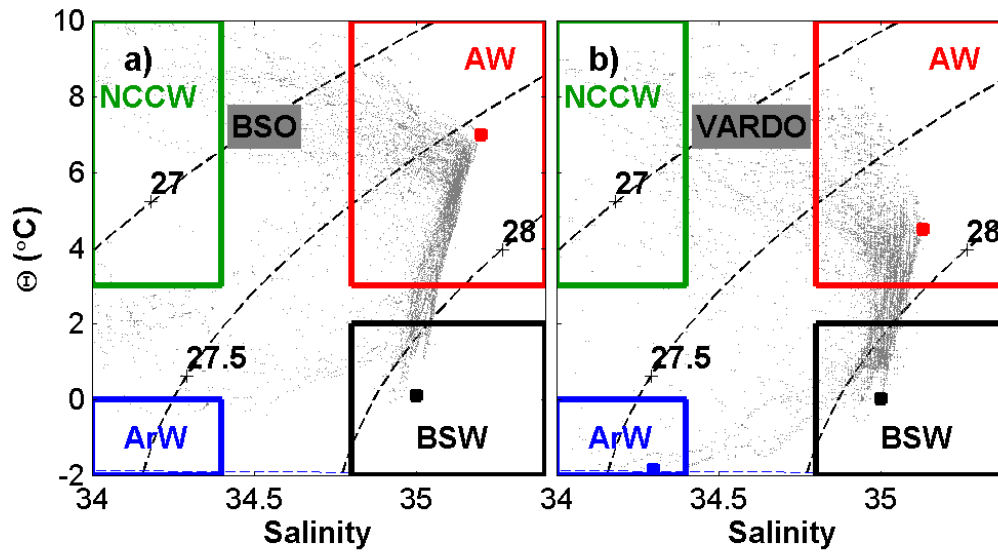 10
8
6
4
2
0
-2
Θ (°C)
a)
NCCW
BSO
AW
27
28
27.5
ArW
BSW
34
34.5
35
Salinity
b)
NCCW
VARDO
AW
27
28
27.5
ArW
BSW
34
34.5
35
Salinity